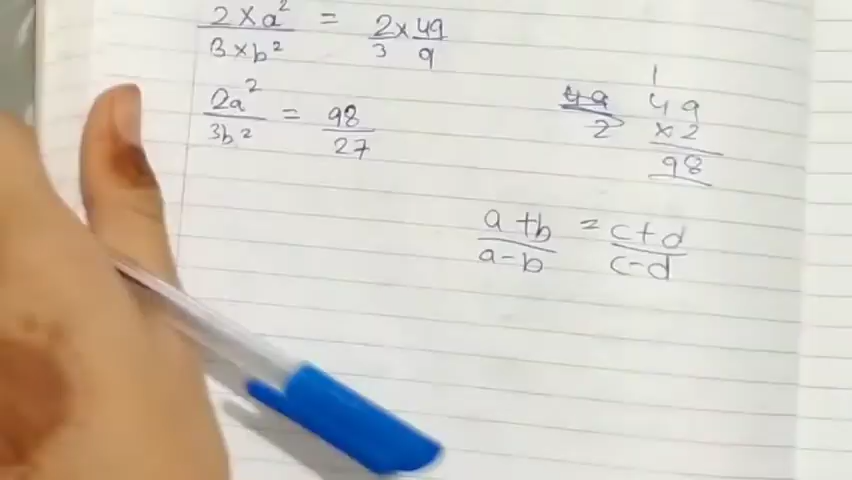 2 × a² / 3 × b² = 2/3 × 49/9
2a² / 3b² = 98 / 27
49
2
1
49
× 2
98
a + b / a - b = c + d / c - d